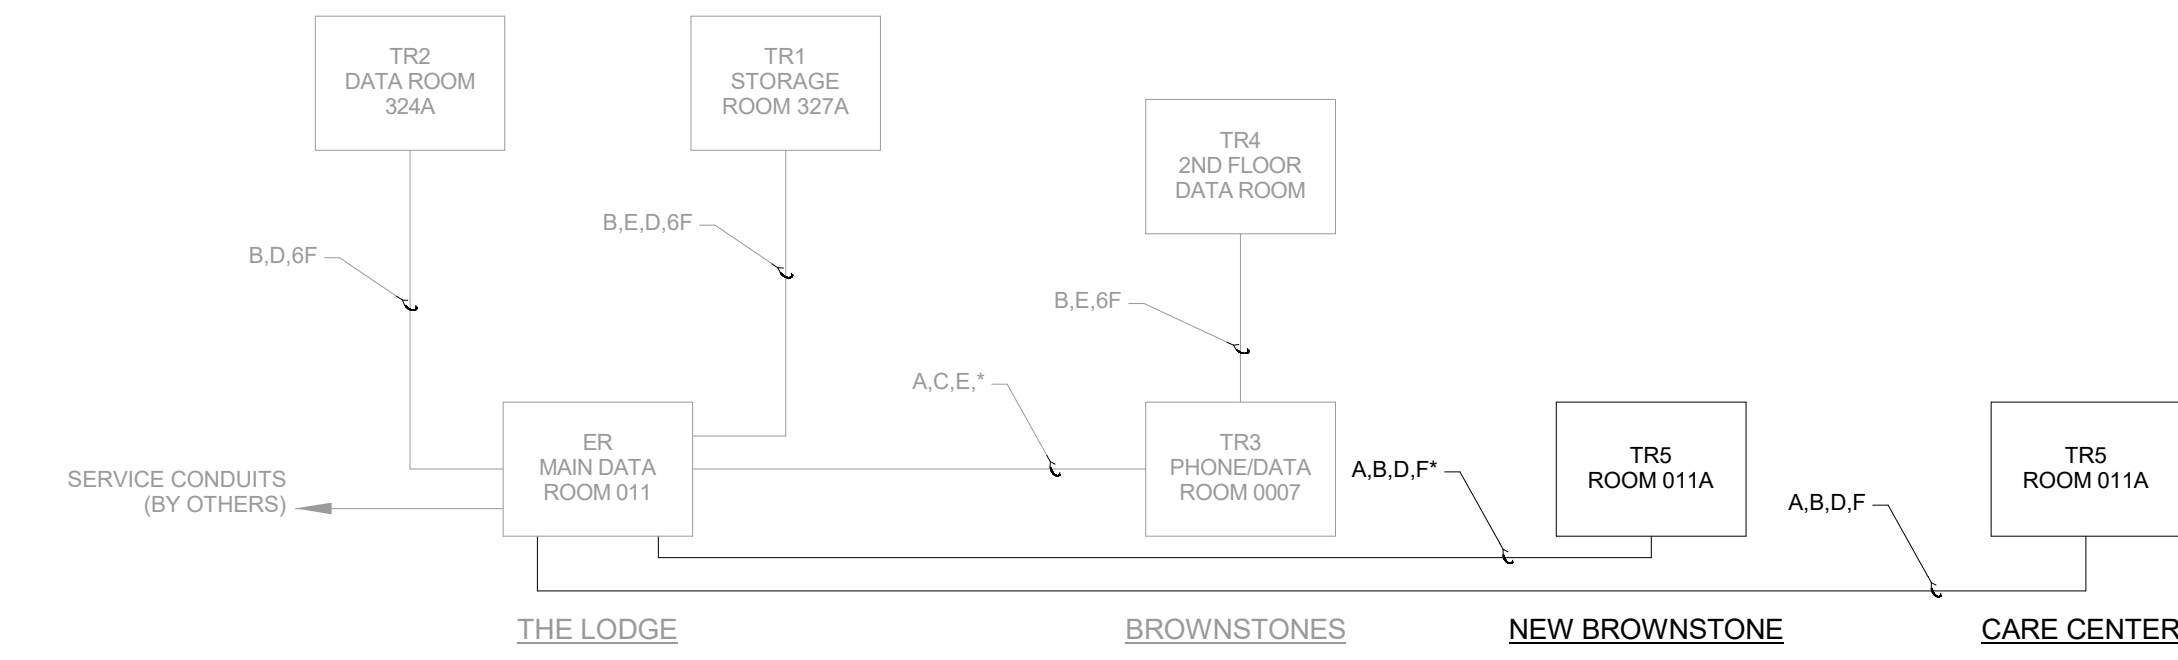 TR2
DATA ROOM
324A
TR1
STORAGE
ROOM 327A
TR4
2ND FLOOR
DATA ROOM
B,E,D,6F
B,D,6F
B,E,6F
A,C,E,*
ER
MAIN DATA
ROOM 011
TR3
PHONE/DATA
ROOM 0007
A,B,D,F*
TR5
ROOM 011A
A,B,D,F
TR5
ROOM 011A
SERVICE CONDUITS
(BY OTHERS)
THE LODGE
BROWNSTONES
NEW BROWNSTONE
CARE CENTER